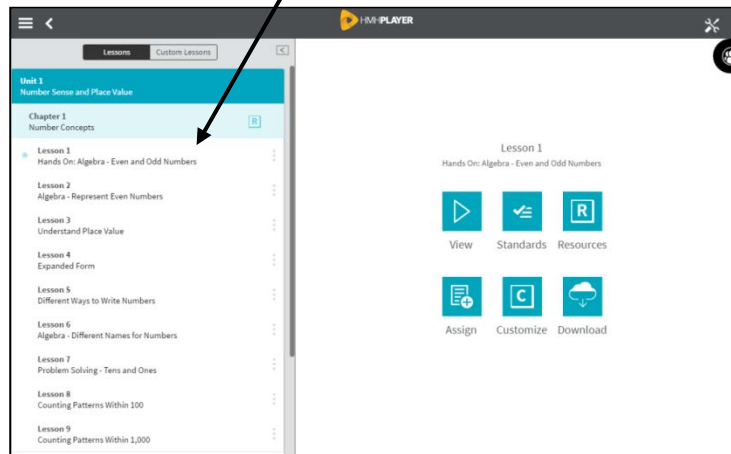 HMH PLAYER
Lessons Custom Lessons
Unit 1
Number Sense and Place Value
Chapter 1
Number Concepts
R
Lesson 1
Hands On: Algebra - Even and Odd Numbers
Lesson 2
Algebra - Represent Even Numbers
Lesson 3
Understand Place Value
Lesson 4
Expanded Form
Lesson 5
Different Ways to Write Numbers
Lesson 6
Algebra - Different Names for Numbers
Lesson 7
Problem Solving - Tens and Ones
Lesson 8
Counting Patterns Within 100
Lesson 9
Counting Patterns Within 1,000
Lesson 1
Hands On: Algebra - Even and Odd Numbers
R
View Standards Resources
C
Assign Customize Download